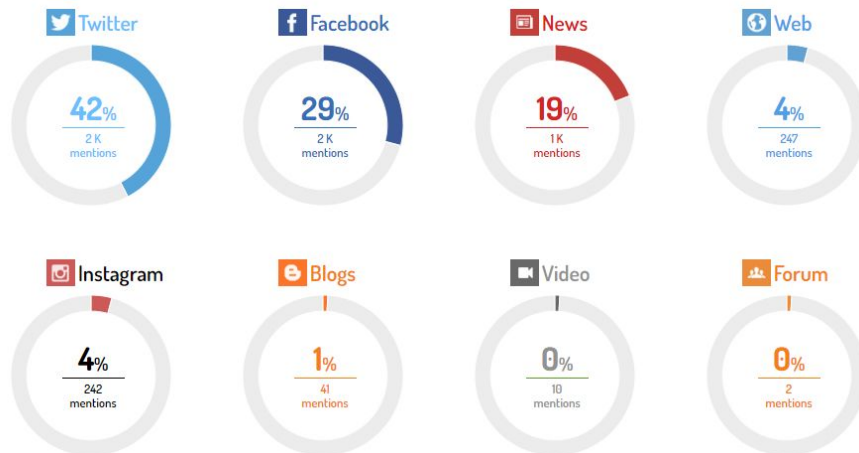 Twitter
Facebook
News
Web
42%
29%
19%
4%
2 K
2 K
1 K
247
mentions
mentions
mentions
mentions
Instagram
Blogs
Video
Forum
4%
1%
0%
0%
242
41
10
2
mentions
mentions
mentions
mentions